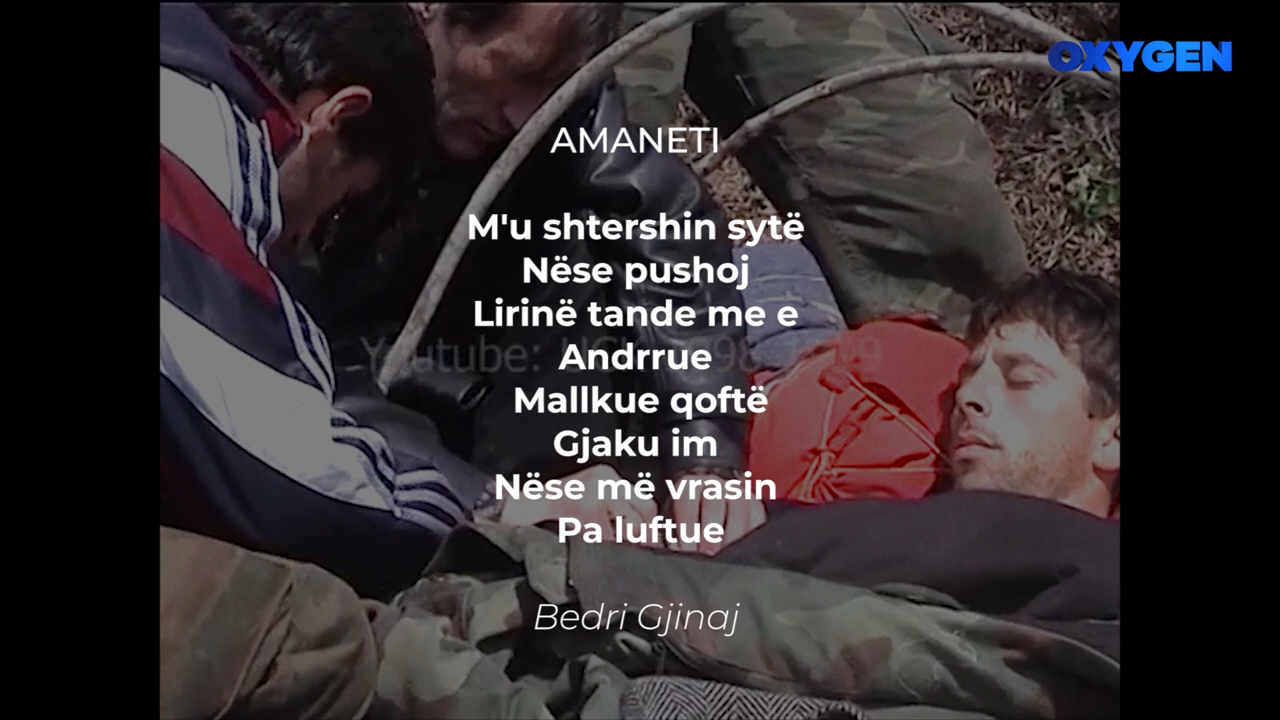 OXYGEN
AMANETI
M'u shtershin sytë
Nëse pushoj
Lirinë tande me e
Andrrue
Mallkue qoftë
Gjaku im
Nëse më vrasin
Pa luftue
Bedri Gjinaj
Youtube: